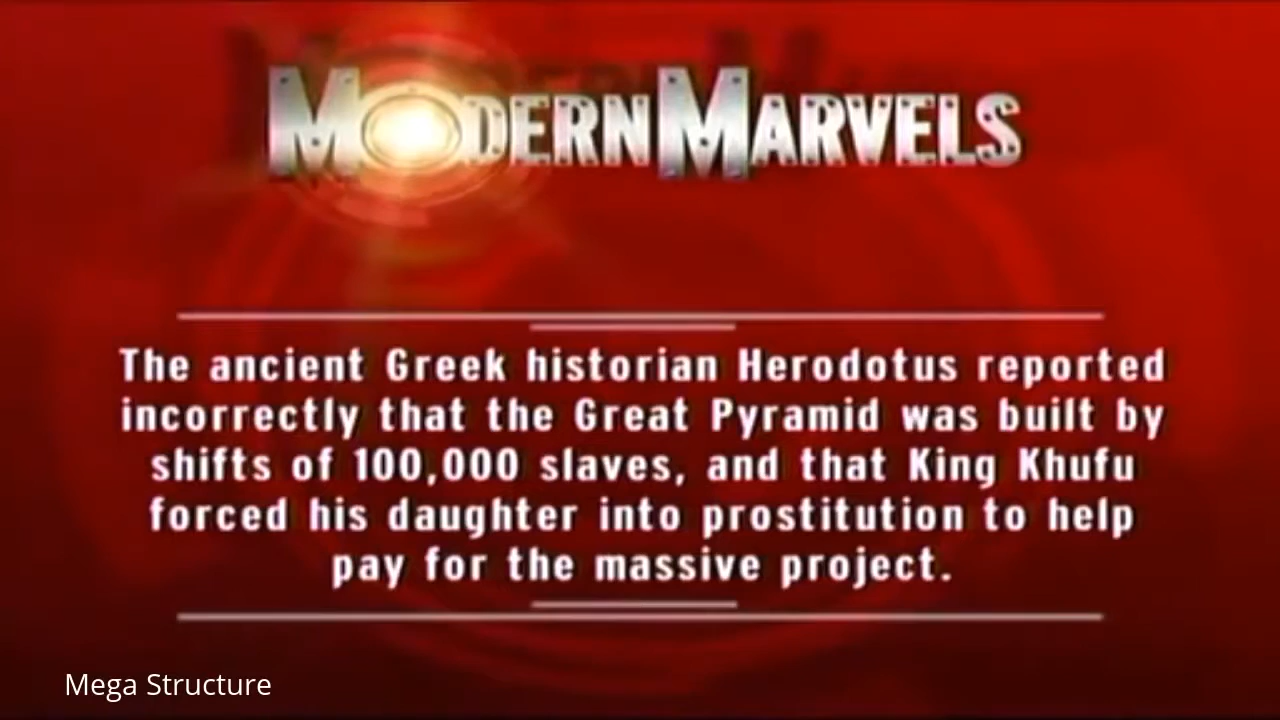 MODERN MARVELS
The ancient Greek historian Herodotus reported
incorrectly that the Great Pyramid was built by
shifts of 100,000 slaves, and that King Khufu
forced his daughter into prostitution to help
pay for the massive project.
Mega Structure